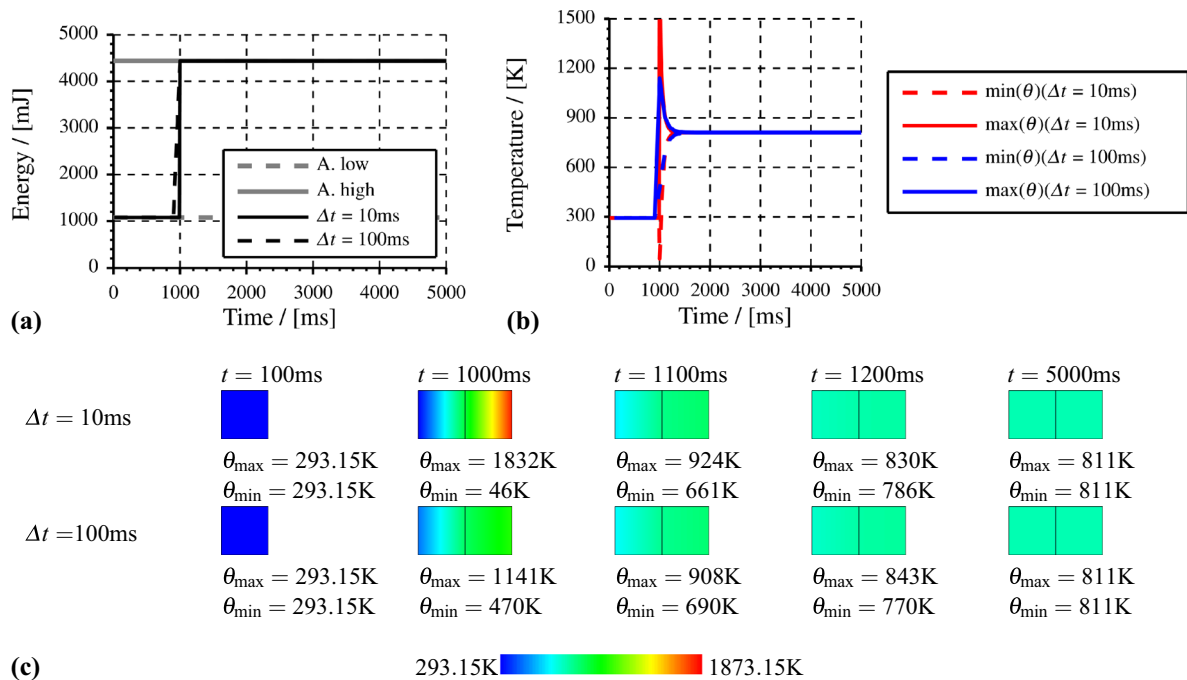 5000
4000
3000
2000
1000
0
Energy / [mJ]
A. low
A. high
Δt = 10ms
Δt = 100ms
0 1000 2000 3000 4000 5000
Time / [ms]
(a)
1500
1200
900
600
300
0
Temperature / [K]
0 1000 2000 3000 4000 5000
Time / [ms]
(b)
min(θ)(Δt = 10ms)
max(θ)(Δt = 10ms)
min(θ)(Δt = 100ms)
max(θ)(Δt = 100ms)
t = 100ms t = 1000ms t = 1100ms t = 1200ms t = 5000ms
Δt = 10ms
θmax = 293.15K θmax = 1832K θmax = 924K θmax = 830K θmax = 811K
θmin = 293.15K θmin = 46K θmin = 661K θmin = 786K θmin = 811K
Δt =100ms
θmax = 293.15K θmax = 1141K θmax = 908K θmax = 843K θmax = 811K
θmin = 293.15K θmin = 470K θmin = 690K θmin = 770K θmin = 811K
(c)
293.15K 1873.15K